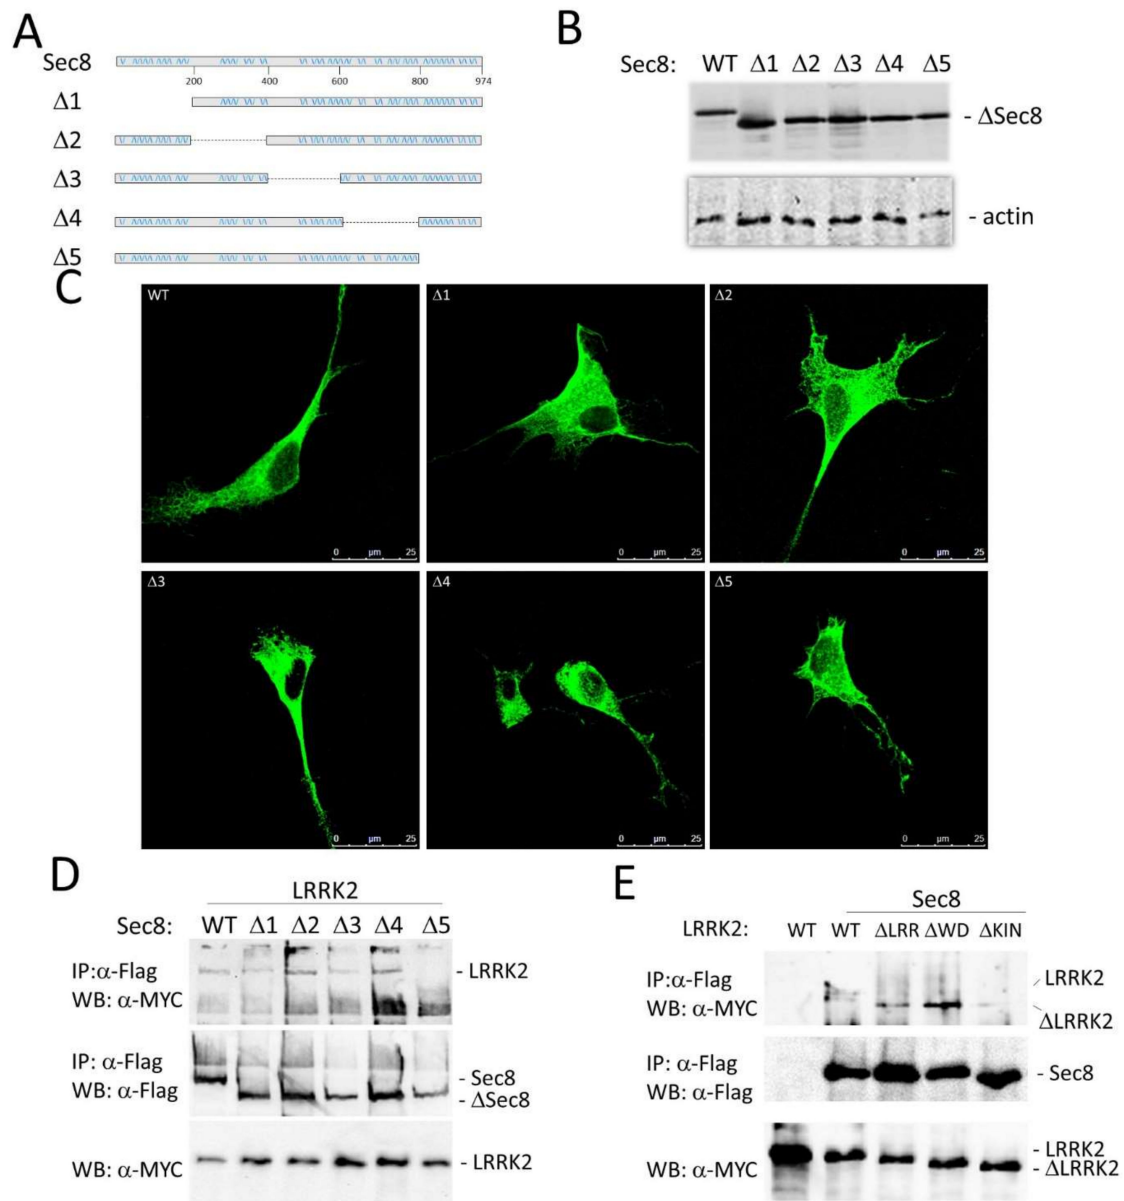 A
Sec8
200 400 600 800 974
Δ1
Δ2
Δ3
Δ4
Δ5
B
Sec8: WT Δ1 Δ2 Δ3 Δ4 Δ5
- ΔSec8
- actin
C
WT Δ1 Δ2
0 µm 25 0 µm 25 0 µm 25
Δ3 Δ4 Δ5
0 µm 25 0 µm 25 0 µm 25
D
LRRK2
Sec8: WT Δ1 Δ2 Δ3 Δ4 Δ5
IP:α-Flag - LRRK2
WB: α-MYC
IP: α-Flag - Sec8
WB: α-Flag - ΔSec8
WB: α-MYC - LRRK2
E
Sec8
LRRK2: WT WT ΔLRR ΔWD ΔKIN
IP:α-Flag LRRK2
WB: α-MYC ΔLRRK2
IP: α-Flag - Sec8
WB: α-Flag
WB: α-MYC - LRRK2
- ΔLRRK2